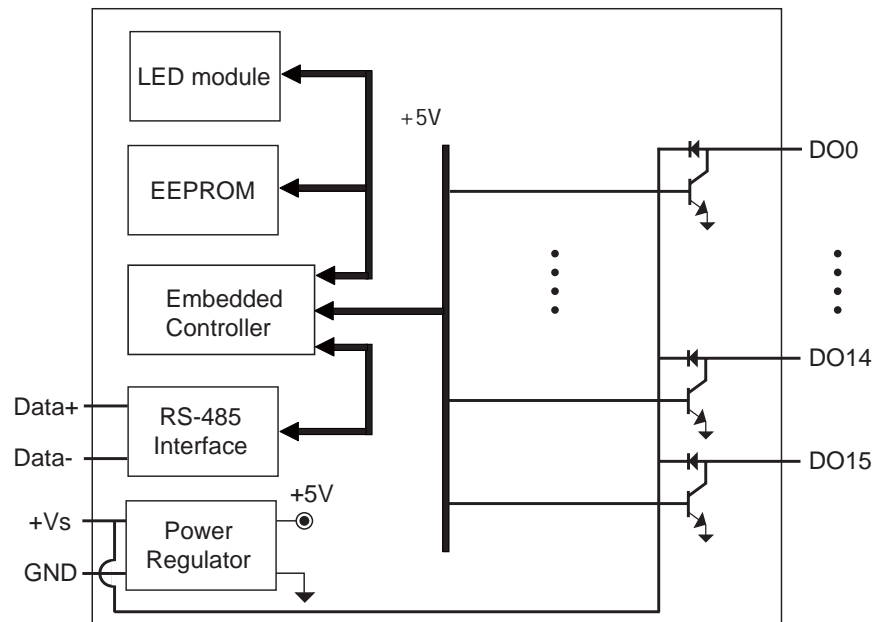 LED module
+5V
DO0
EEPROM
Embedded
Controller
DO14
Data+
RS-485
Interface
Data-
DO15
+5V
+Vs
Power
Regulator
GND